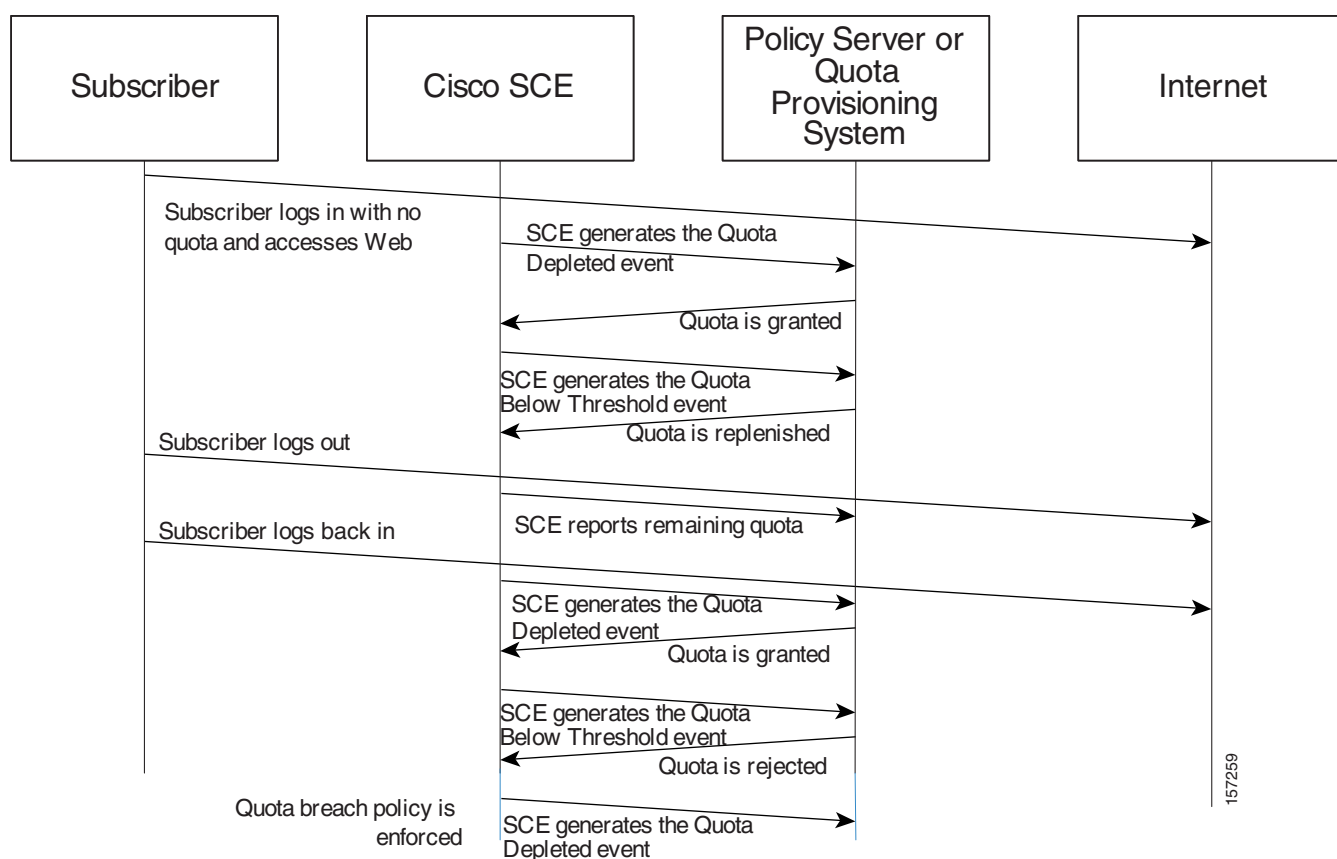 Subscriber
Cisco SCE
Policy Server or
Quota
Provisioning
System
Internet
Subscriber logs in with no
quota and accesses Web
SCE generates the Quota
Depleted event
Quota is granted
SCE generates the Quota
Below Threshold event
Quota is replenished
Subscriber logs out
SCE reports remaining quota
Subscriber logs back in
SCE generates the Quota
Depleted event
Quota is granted
SCE generates the Quota
Below Threshold event
Quota is rejected
Quota breach policy is
enforced
SCE generates the Quota
Depleted event
157259